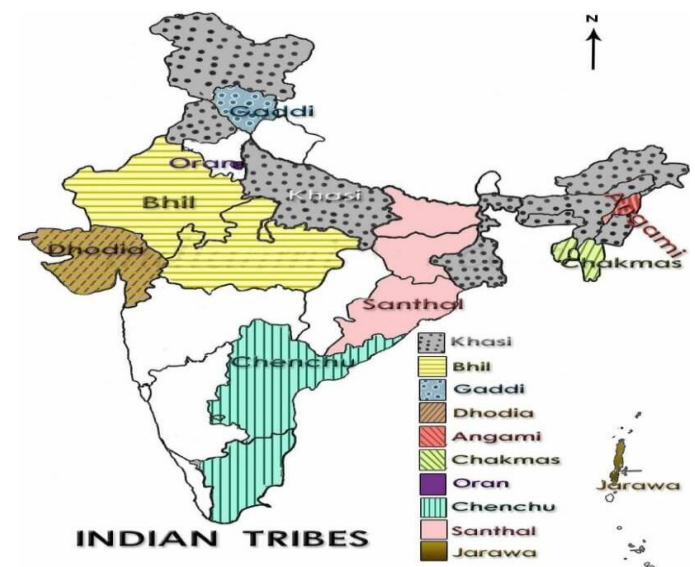 N
Gaddi
Oran
Khasi
Bhil
Angami
Dhodia
Chakmas
Santhal
Chenchu
Khasi
Bhil
Gaddi
Dhodia
Angami
Chakmas
Oran
Chenchu
Santhal
Jarawa
Jarawa
INDIAN TRIBES